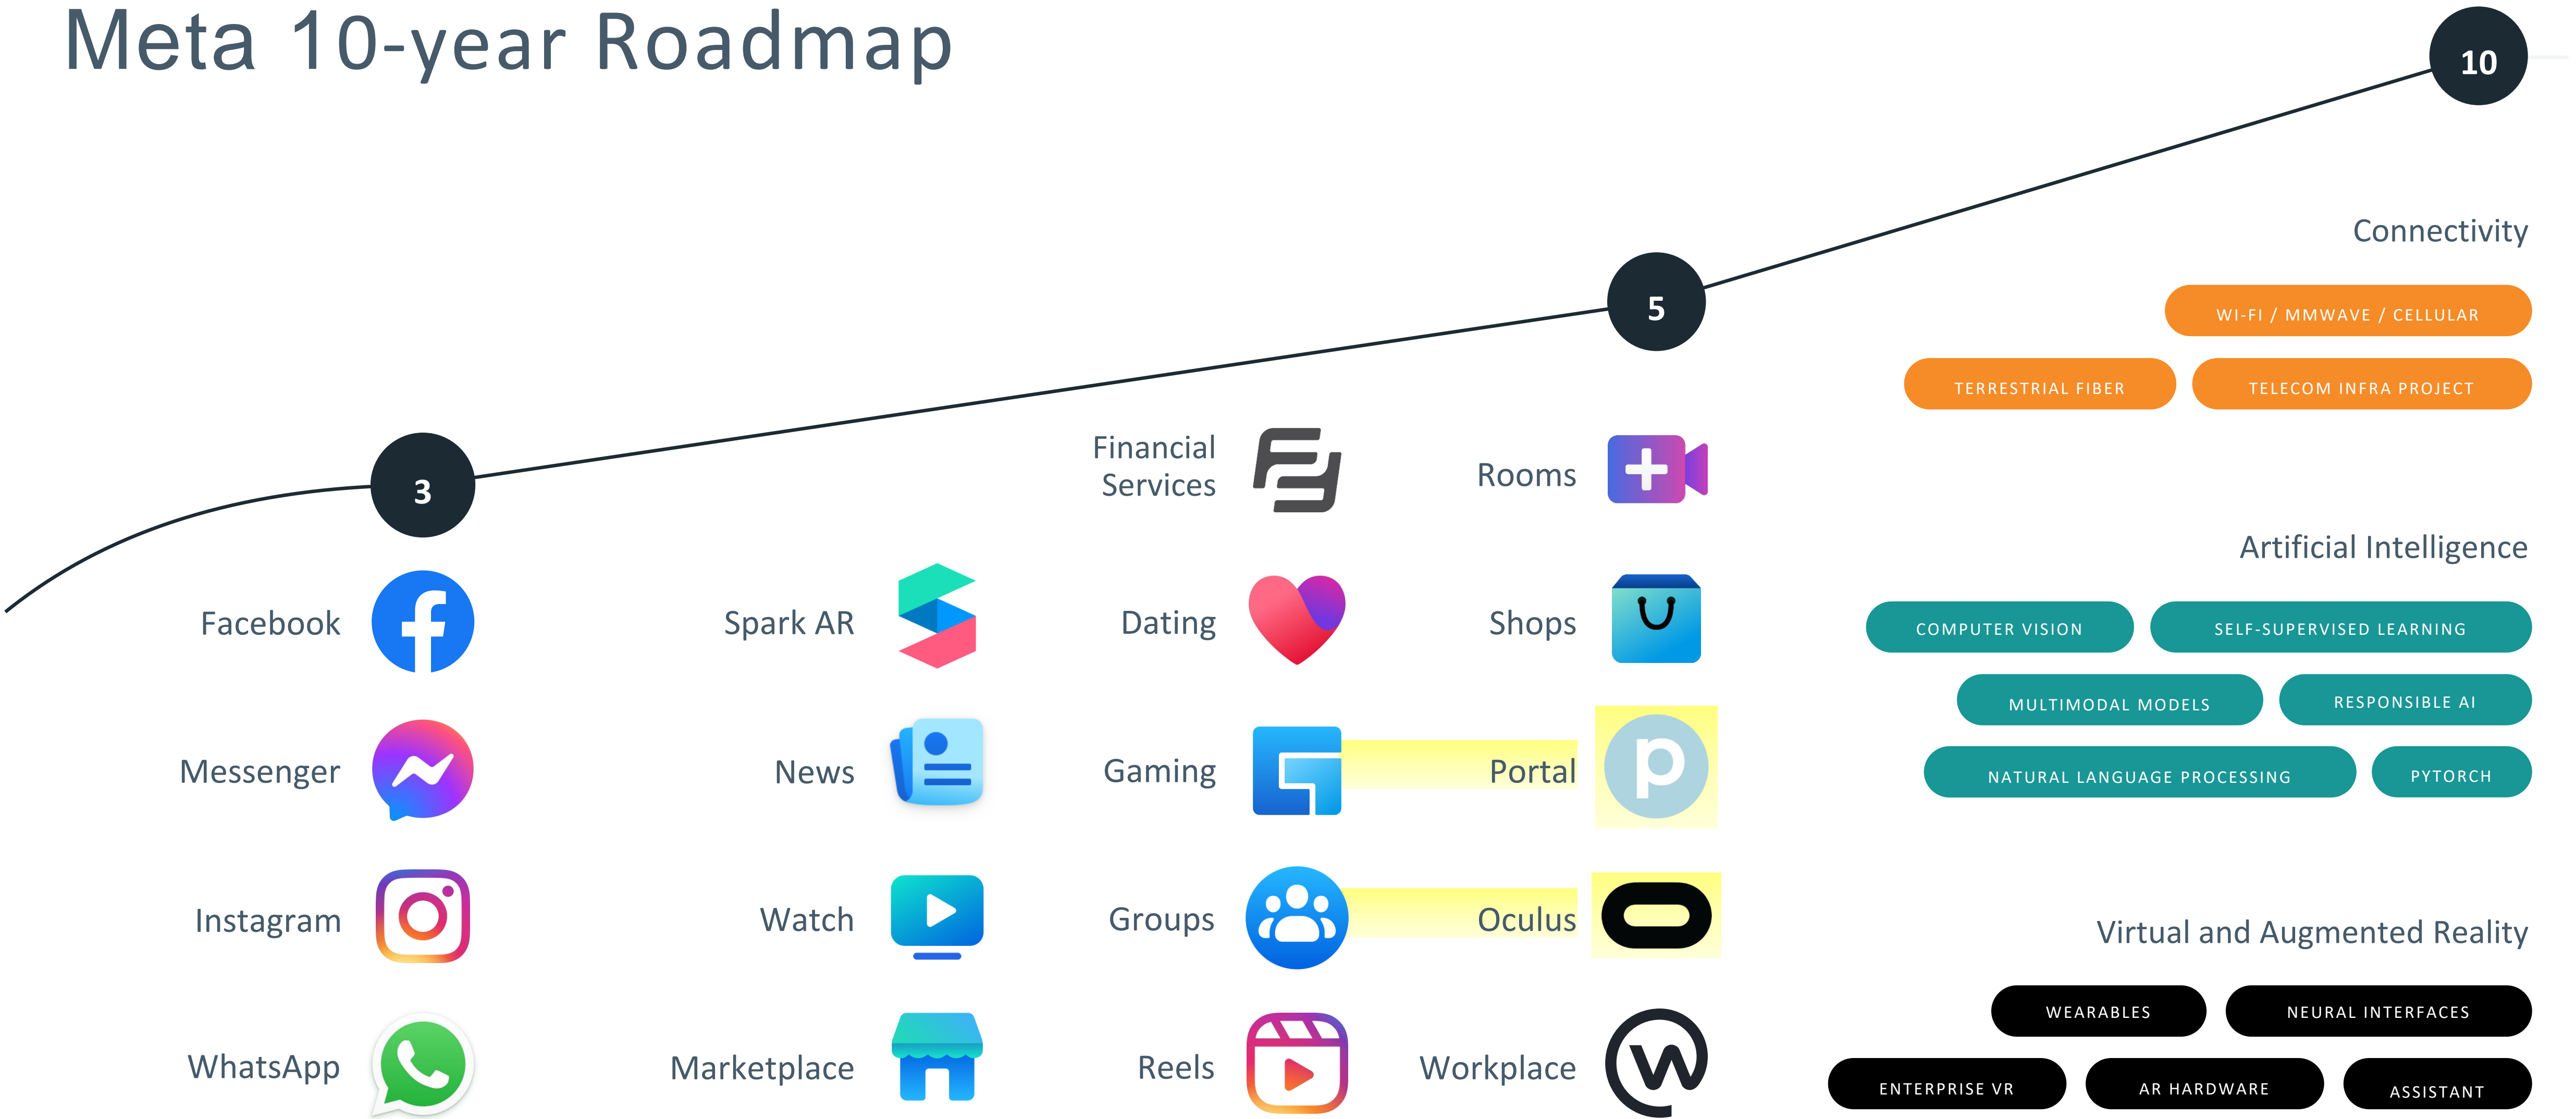 Meta 10-year Roadmap
10
5
3
Connectivity
WI-FI / MMWAVE / CELLULAR
TERRESTRIAL FIBER
TELECOM INFRA PROJECT
Financial
Services
Rooms
Artificial Intelligence
Facebook
Spark AR
Dating
Shops
COMPUTER VISION
SELF-SUPERVISED LEARNING
MULTIMODAL MODELS
RESPONSIBLE AI
Messenger
News
Gaming
Portal
p
NATURAL LANGUAGE PROCESSING
PYTORCH
Instagram
Watch
Groups
Oculus
Virtual and Augmented Reality
WEARABLES
NEURAL INTERFACES
WhatsApp
Marketplace
Reels
Workplace
ENTERPRISE VR
AR HARDWARE
ASSISTANT